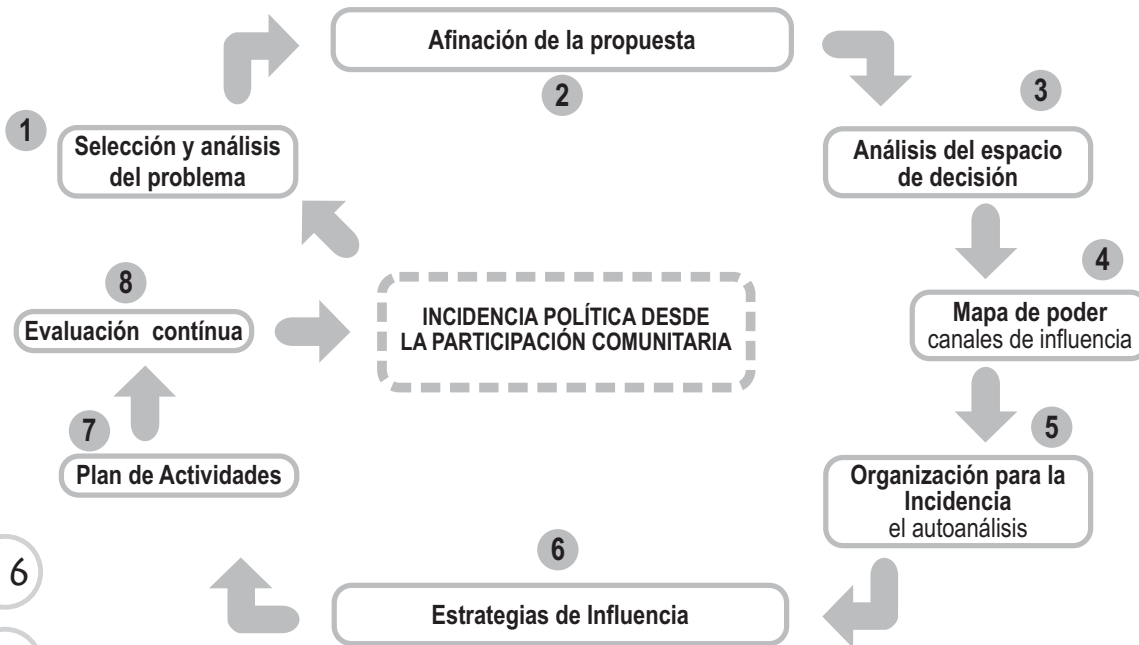 1
Selección y análisis
del problema
Afinación de la propuesta
2
3
Análisis del espacio
de decisión
4
Mapa de poder
canales de influencia
5
Organización para la
Incidencia
el autoanálisis
6
Estrategias de Influencia
7
Plan de Actividades
8
Evaluación contínua
INCIDENCIA POLÍTICA DESDE
LA PARTICIPACIÓN COMUNITARIA
6